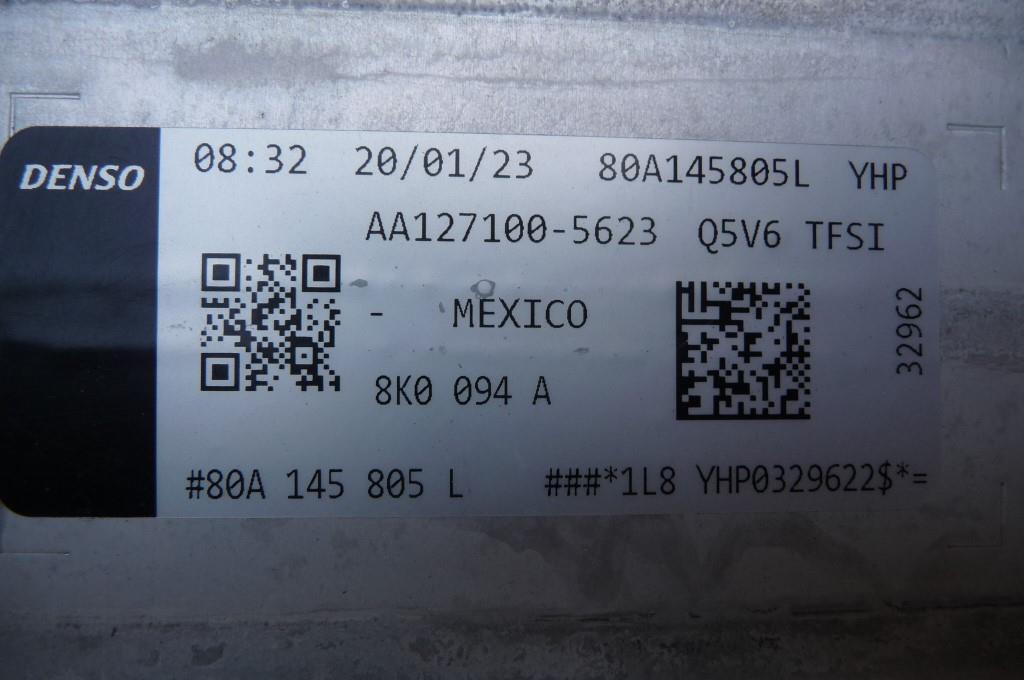 DENSO
08:32 20/01/23 80A145805L YHP
AA127100-5623 Q5V6 TFSI
- MEXICO
32962
8K0 094 A
#80A 145 805 L ###*1L8 YHP0329622$*=